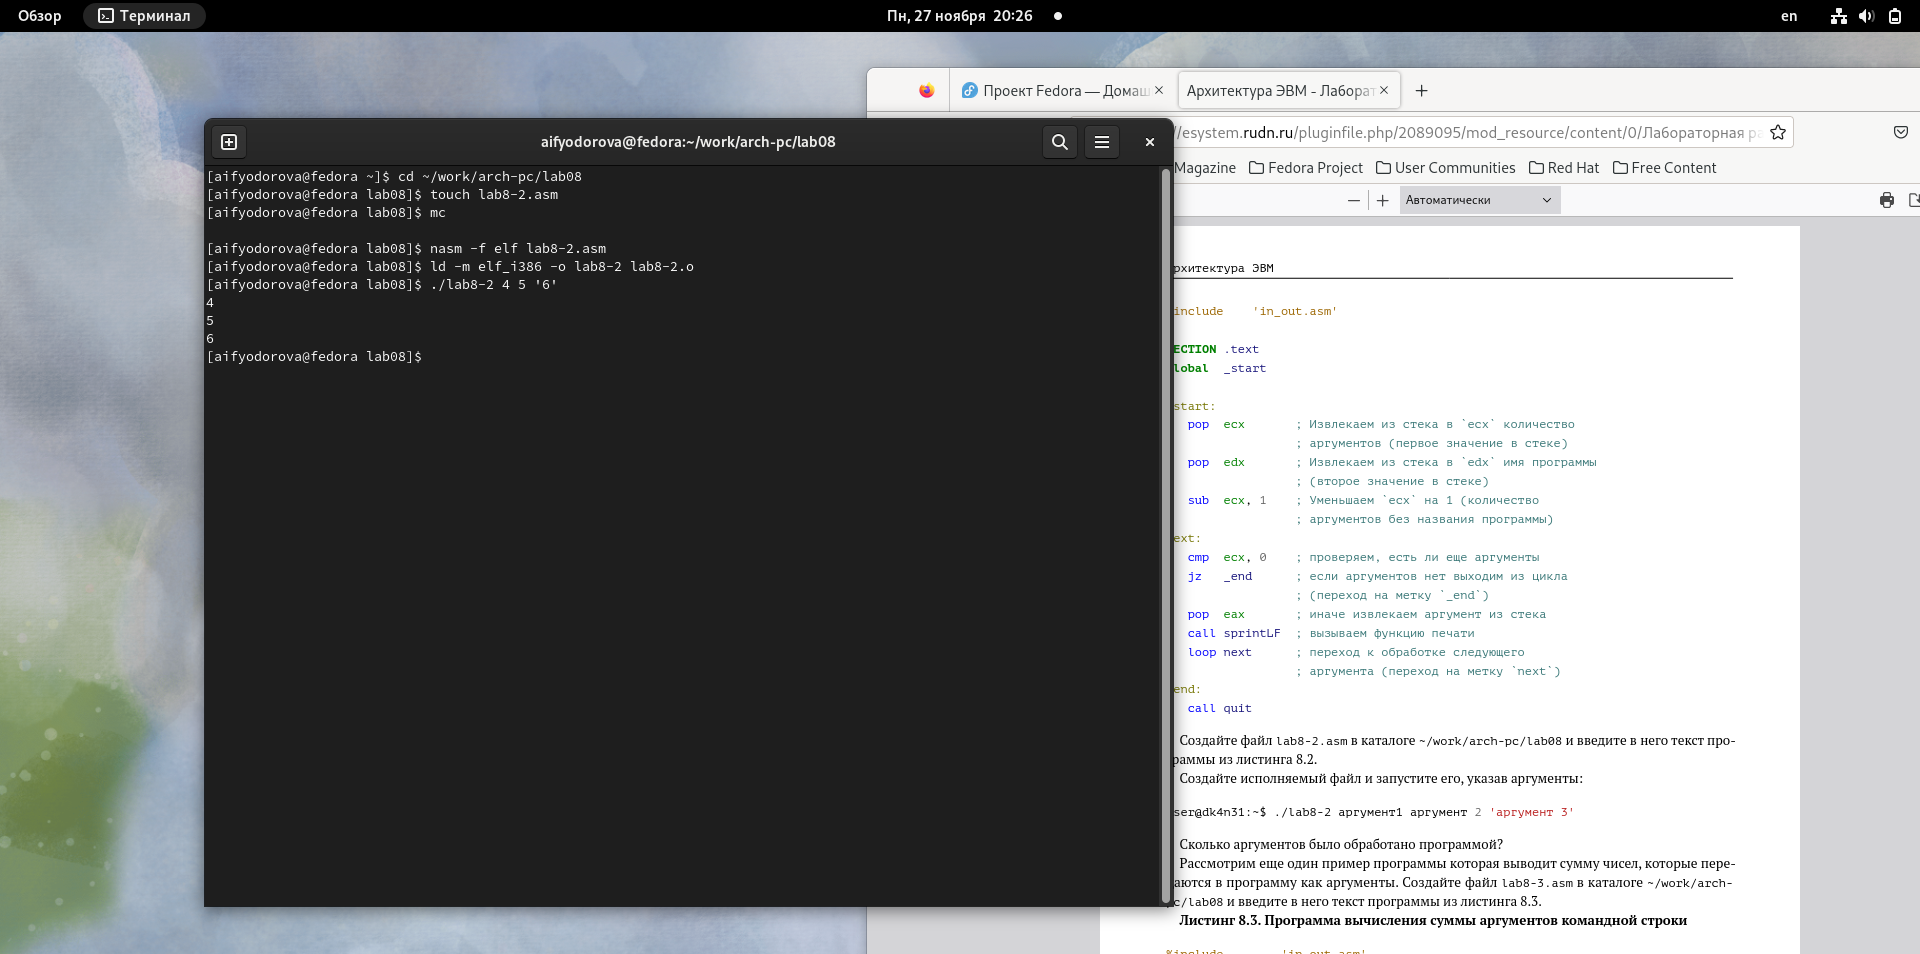 Обзор
Терминал
Пн, 27 ноября 20:26
en
Проект Fedora — Домаш
Архитектура ЭВМ - Лаборат
/esystem.rudn.ru/pluginfile.php/2089095/mod_resource/content/0/Лабораторная ра
Magazine
Fedora Project
User Communities
Red Hat
Free Content
Автоматически
aifyodorova@fedora:~/work/arch-pc/lab08
[aifyodorova@fedora ~]$ cd ~/work/arch-pc/lab08
[aifyodorova@fedora lab08]$ touch lab8-2.asm
[aifyodorova@fedora lab08]$ mc
[aifyodorova@fedora lab08]$ nasm -f elf lab8-2.asm
[aifyodorova@fedora lab08]$ ld -m elf_i386 -o lab8-2 lab8-2.o
[aifyodorova@fedora lab08]$ ./lab8-2 4 5 '6'
4
5
6
[aifyodorova@fedora lab08]$
рхитектура ЭВМ
include 'in_out.asm'
ECTION .text
lobal _start
start:
pop ecx ; Извлекаем из стека в `ecx` количество
; аргументов (первое значение в стеке)
pop edx ; Извлекаем из стека в `edx` имя программы
; (второе значение в стеке)
sub ecx, 1 ; Уменьшаем `ecx` на 1 (количество
; аргументов без названия программы)
ext:
cmp ecx, 0 ; проверяем, есть ли еще аргументы
jz _end ; если аргументов нет выходим из цикла
; (переход на метку `_end`)
pop eax ; иначе извлекаем аргумент из стека
call sprintLF ; вызываем функцию печати
loop next ; переход к обработке следующего
; аргумента (переход на метку `next`)
end:
call quit
Создайте файл lab8-2.asm в каталоге ~/work/arch-pc/lab08 и введите в него текст про-
раммы из листинга 8.2.
Создайте исполняемый файл и запустите его, указав аргументы:
ser@dk4n31:~$ ./lab8-2 аргумент1 аргумент 2 'аргумент 3'
Сколько аргументов было обработано программой?
Рассмотрим еще один пример программы которая выводит сумму чисел, которые пере-
аются в программу как аргументы. Создайте файл lab8-3.asm в каталоге ~/work/arch-
c/lab08 и введите в него текст программы из листинга 8.3.
Листинг 8.3. Программа вычисления суммы аргументов командной строки
%include 'in_out.asm'